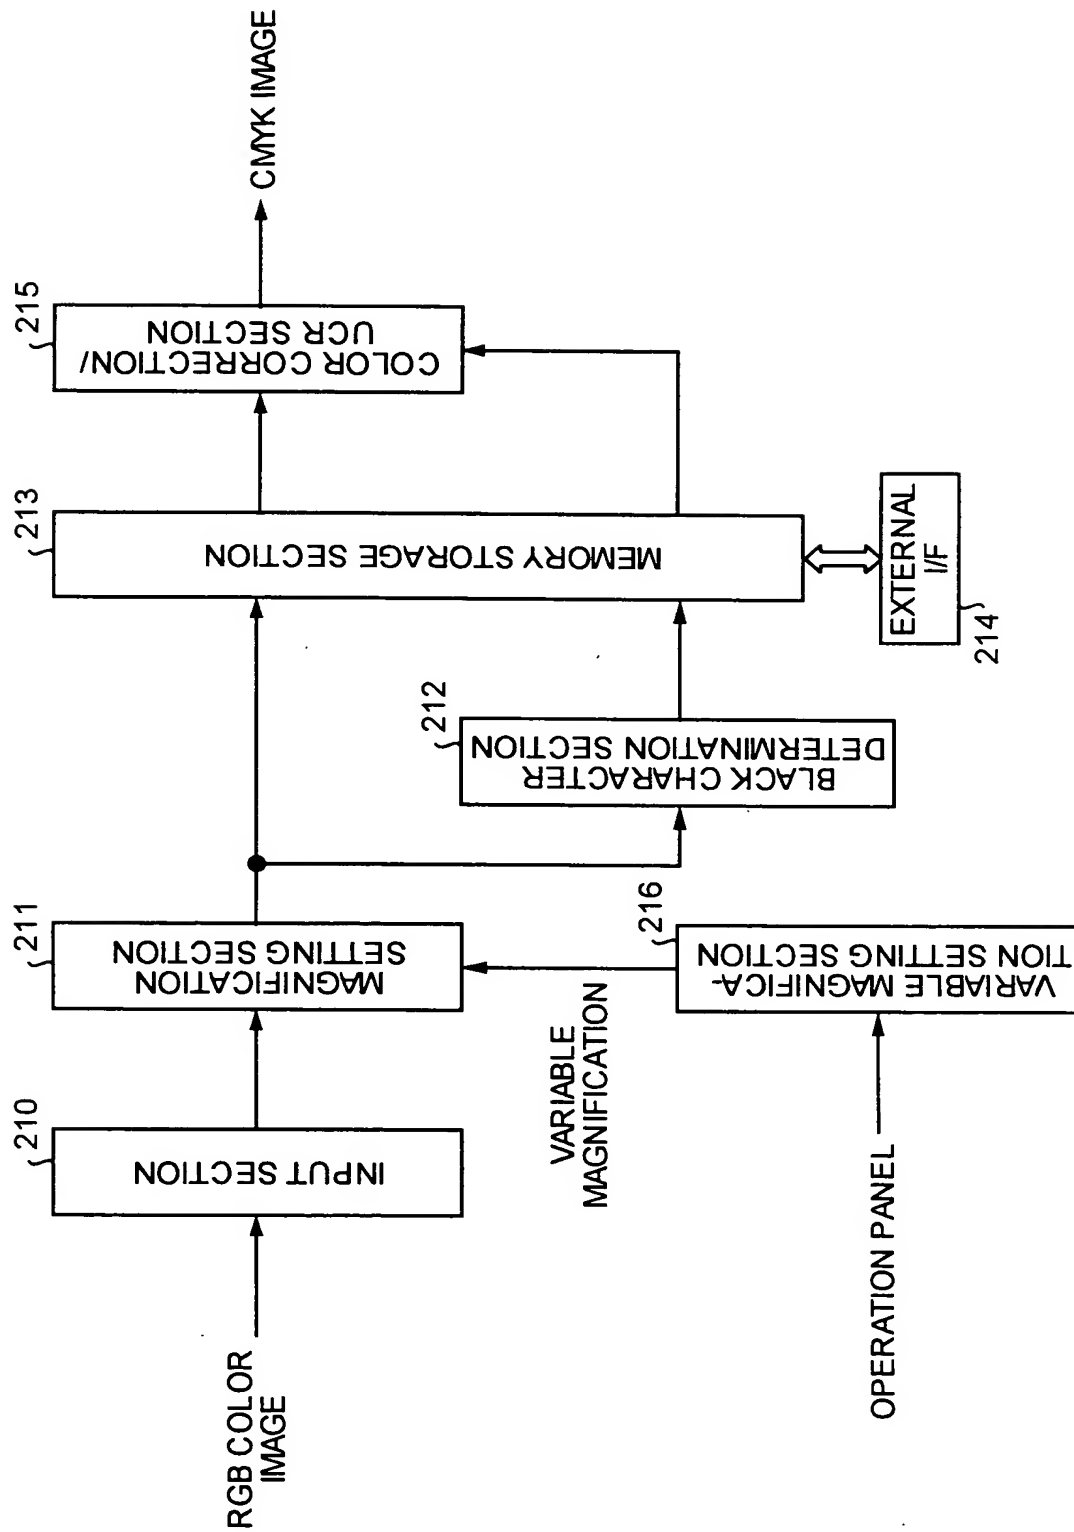 RGB COLOR
IMAGE
210
INPUT SECTION
211
MAGNIFICATION
SETTING SECTION
VARIABLE
MAGNIFICATION
OPERATION PANEL
216
VARIABLE MAGNIFICA-
TION SETTING SECTION
212
BLACK CHARACTER
DETERMINATION SECTION
213
MEMORY STORAGE SECTION
EXTERNAL
I/F
214
215
COLOR CORRECTION/
UCR SECTION
CMYK IMAGE